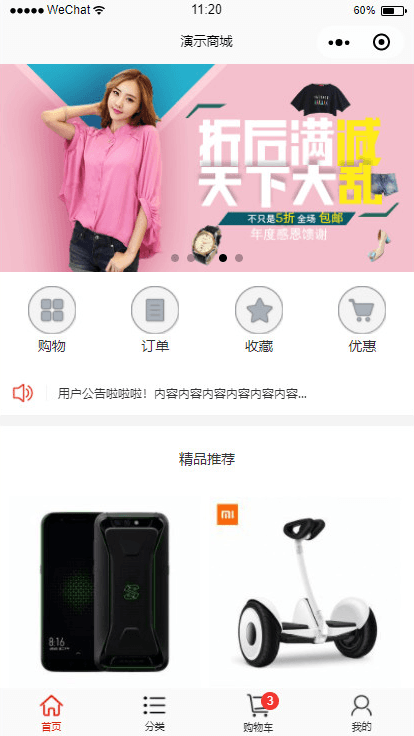 WeChat 11:20 60%
演示商城
折后满减
天下大乱
不只是5折 全场 包邮
年度感恩馈谢
购物 订单 收藏 优惠
用户公告啦啦啦！内容内容内容内容内容内容...
精品推荐
mi
8:16
3
首页 分类 购物车 我的